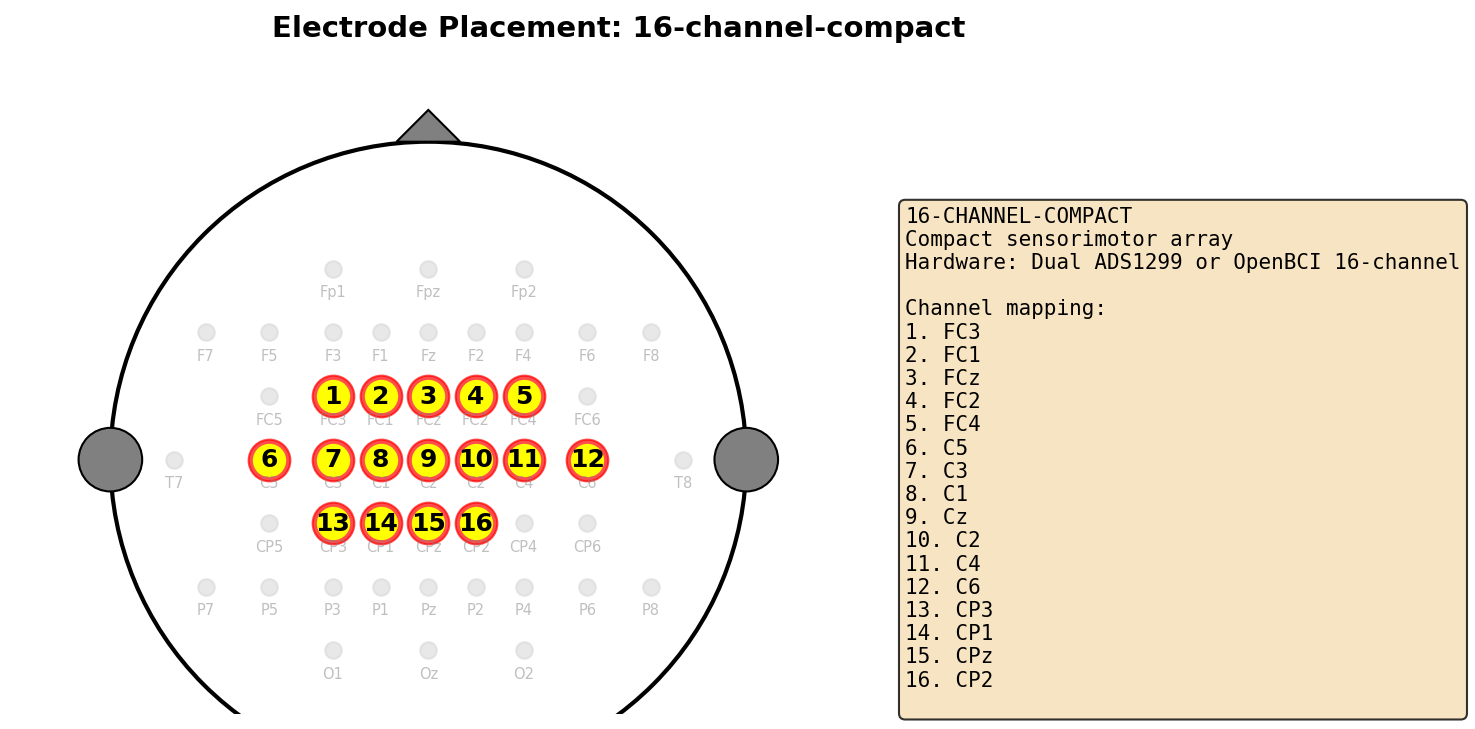 Electrode Placement: 16-channel-compact
Fp1 Fpz Fp2
F7 F5 F3 F1 Fz F2 F4 F6 F8
1 2 3 4 5
FC5 FC3 FC1 FCz FC2 FC4 FC6
6 7 8 9 10 11 12
T7 C5 C3 C1 Cz C2 C4 C6 T8
13 14 15 16
CP5 CP3 CP1 CPz CP2 CP4 CP6
P7 P5 P3 P1 Pz P2 P4 P6 P8
O1 Oz O2
16-CHANNEL-COMPACT
Compact sensorimotor array
Hardware: Dual ADS1299 or OpenBCI 16-channel
Channel mapping:
1. FC3
2. FC1
3. FCz
4. FC2
5. FC4
6. C5
7. C3
8. C1
9. Cz
10. C2
11. C4
12. C6
13. CP3
14. CP1
15. CPz
16. CP2